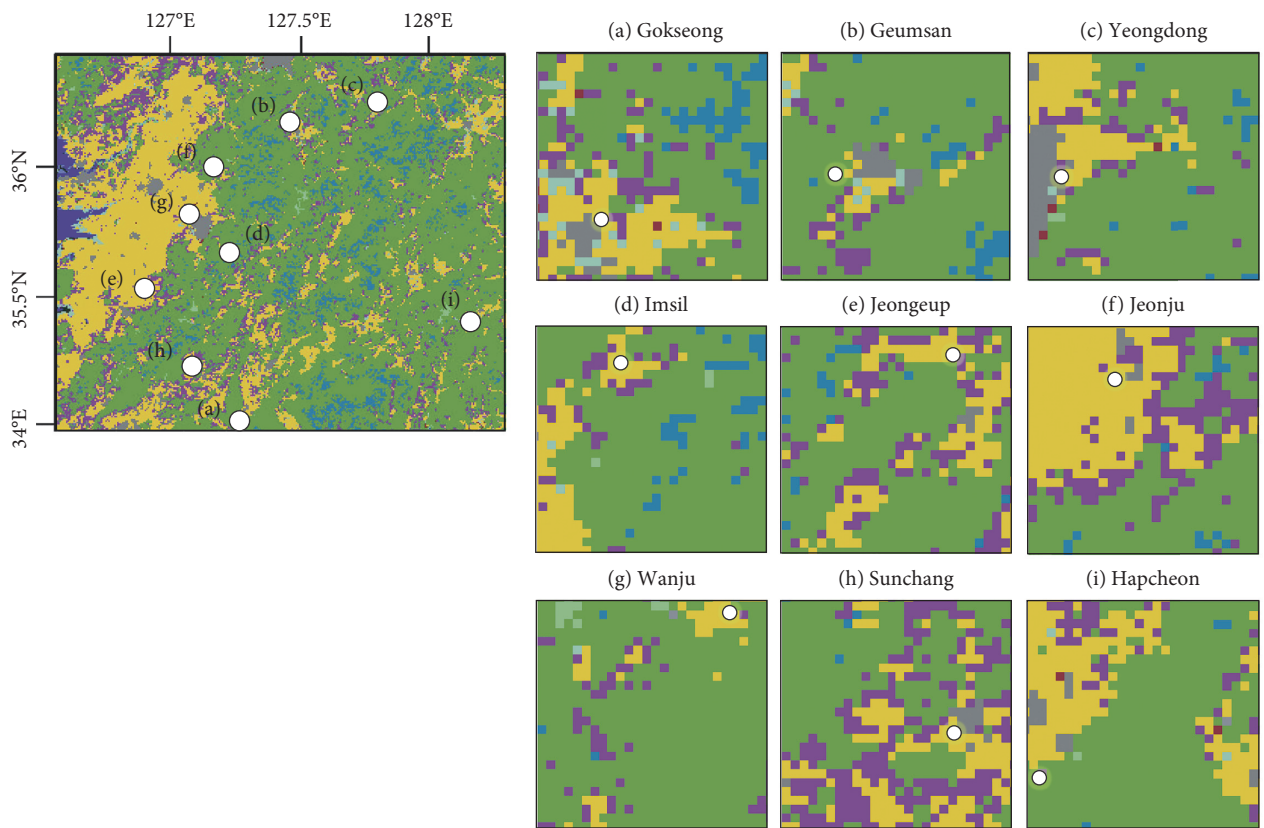 127°E 127.5°E 128°E
36°N
35.5°N
34°E
(c)
(b)
(f)
(g)
(d)
(e)
(i)
(h)
(a)
(a) Gokseong
(b) Geumsan
(c) Yeongdong
(d) Imsil
(e) Jeongeup
(f) Jeonju
(g) Wanju
(h) Sunchang
(i) Hapcheon